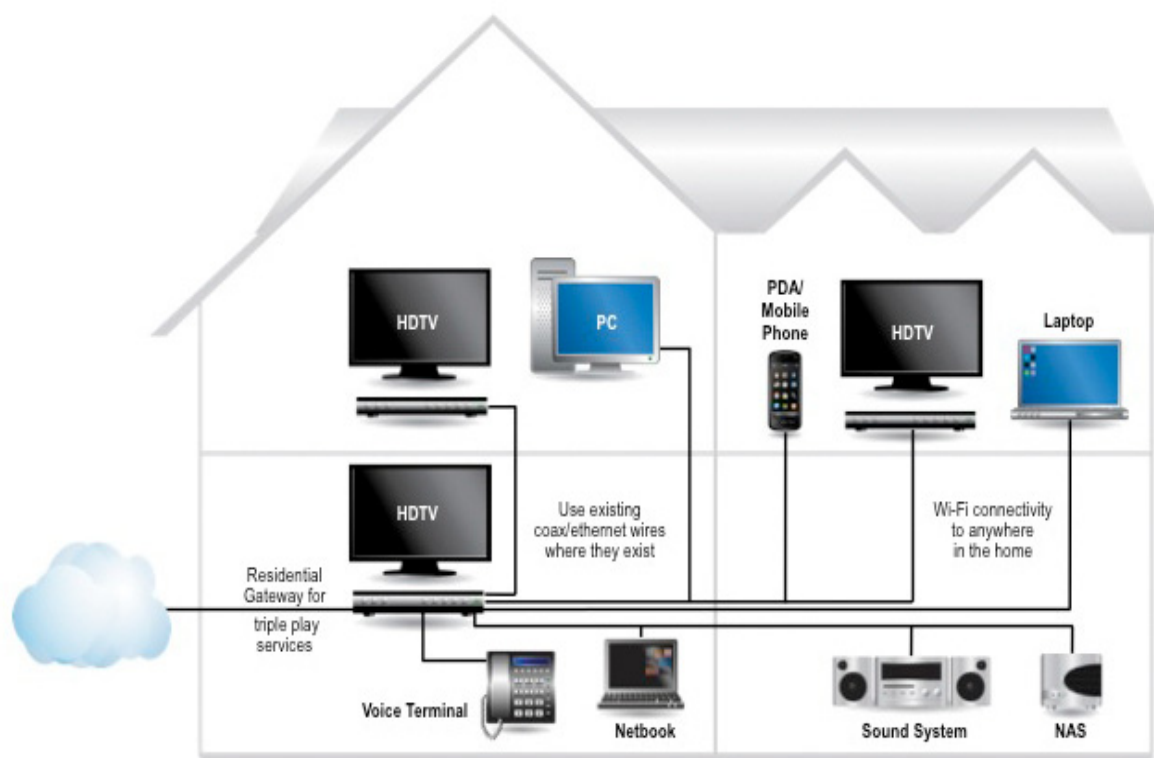 HDTV
PC
PDA/
Mobile
Phone
HDTV
Laptop
HDTV
Use existing
coax/ethernet wires
where they exist
Wi-Fi connectivity
to anywhere
in the home
Residential
Gateway for
triple play
services
Voice Terminal
Netbook
Sound System
NAS